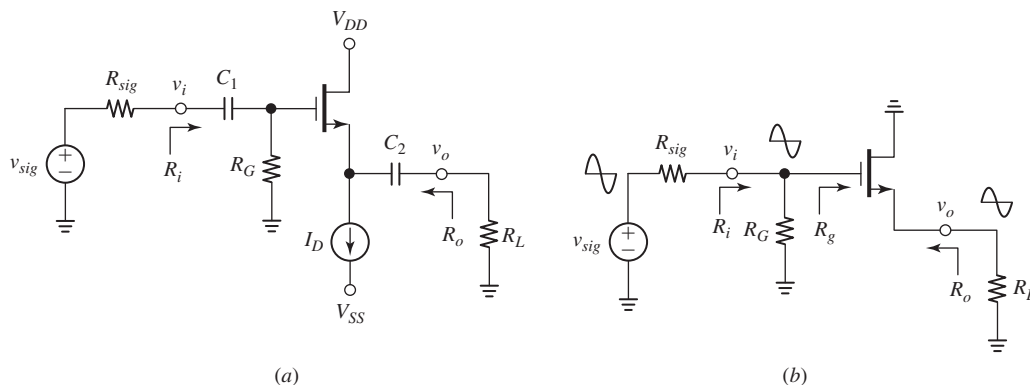 V_DD
R_sig
v_i
C_1
v_sig
+
−
R_i
R_G
C_2
v_o
I_D
R_o
R_L
V_SS
(a)
R_sig
v_i
v_sig
+
−
R_i
R_G
R_g
v_o
R_o
R_L
(b)